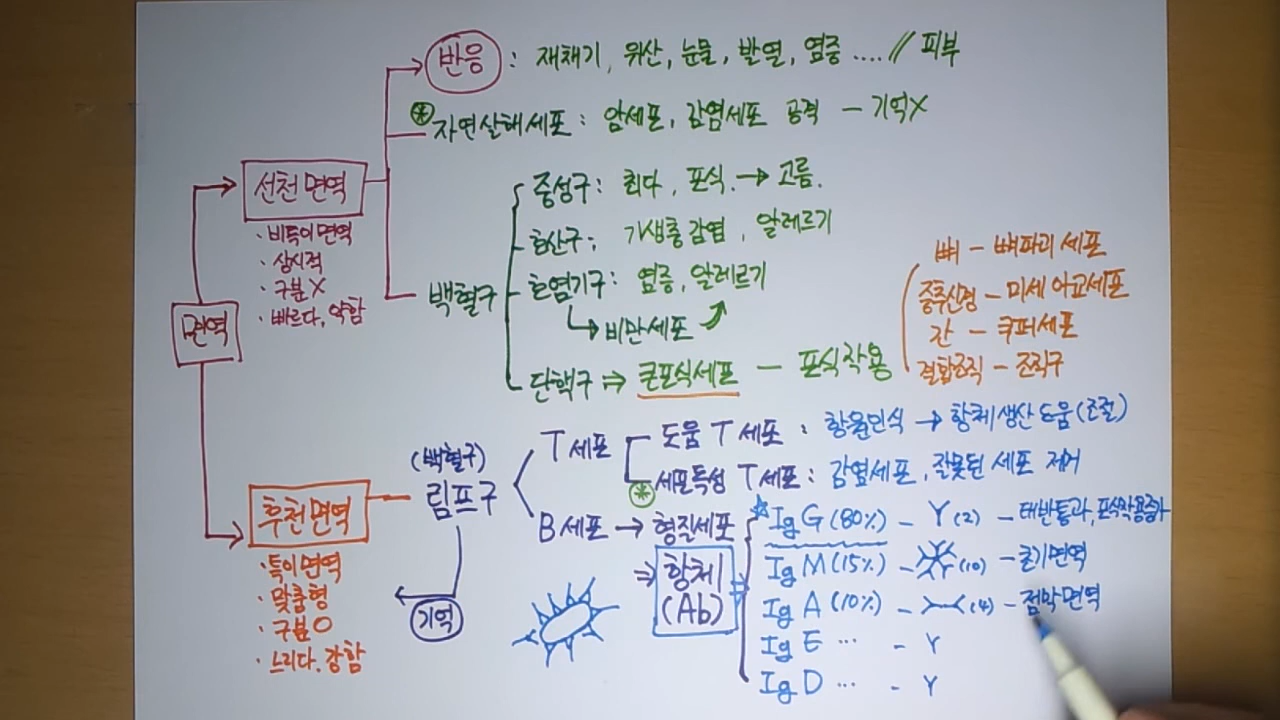 반응 : 재채기, 위산, 눈물, 발열, 염증 .... // 피부
* 자연살해세포 : 암세포, 감염세포 공격 - 기억X
선천면역
· 비특이면역
· 상시적
· 구분X
· 빠르다, 약함
면역
백혈구
중성구 : 최다, 포식. → 고름.
호산구 : 기생충감염, 알레르기
호염기구 : 염증, 알레르기
→ 비만세포
단핵구 ⇒ 큰포식세포 - 포식작용
뼈 - 뼈파괴세포
중추신경 - 미세아교세포
간 - 쿠퍼세포
결합조직 - 조직구
후천면역
· 특이면역
· 맞춤형
· 구분O
· 느리다. 강함
(백혈구)
림프구
기억
T세포
도움 T세포 : 항원인식 → 항체생산 도움(조절)
* 세포독성 T세포 : 감염세포, 잘못된 세포 제거
B세포 → 형질세포
⇒ 항체
(Ab)
☆ Ig G (80%) - Y (2) - 태반통과, 포식작용증가
Ig M (15%) - (10) - 초기면역
Ig A (10%) - (4) - 점막면역
Ig E ... - Y
Ig D ... - Y